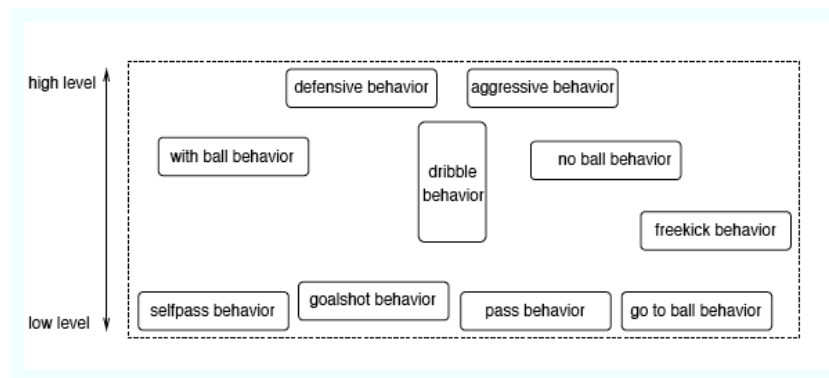 high level
defensive behavior
aggressive behavior
with ball behavior
dribble
behavior
no ball behavior
freekick behavior
selfpass behavior
goalshot behavior
pass behavior
go to ball behavior
low level